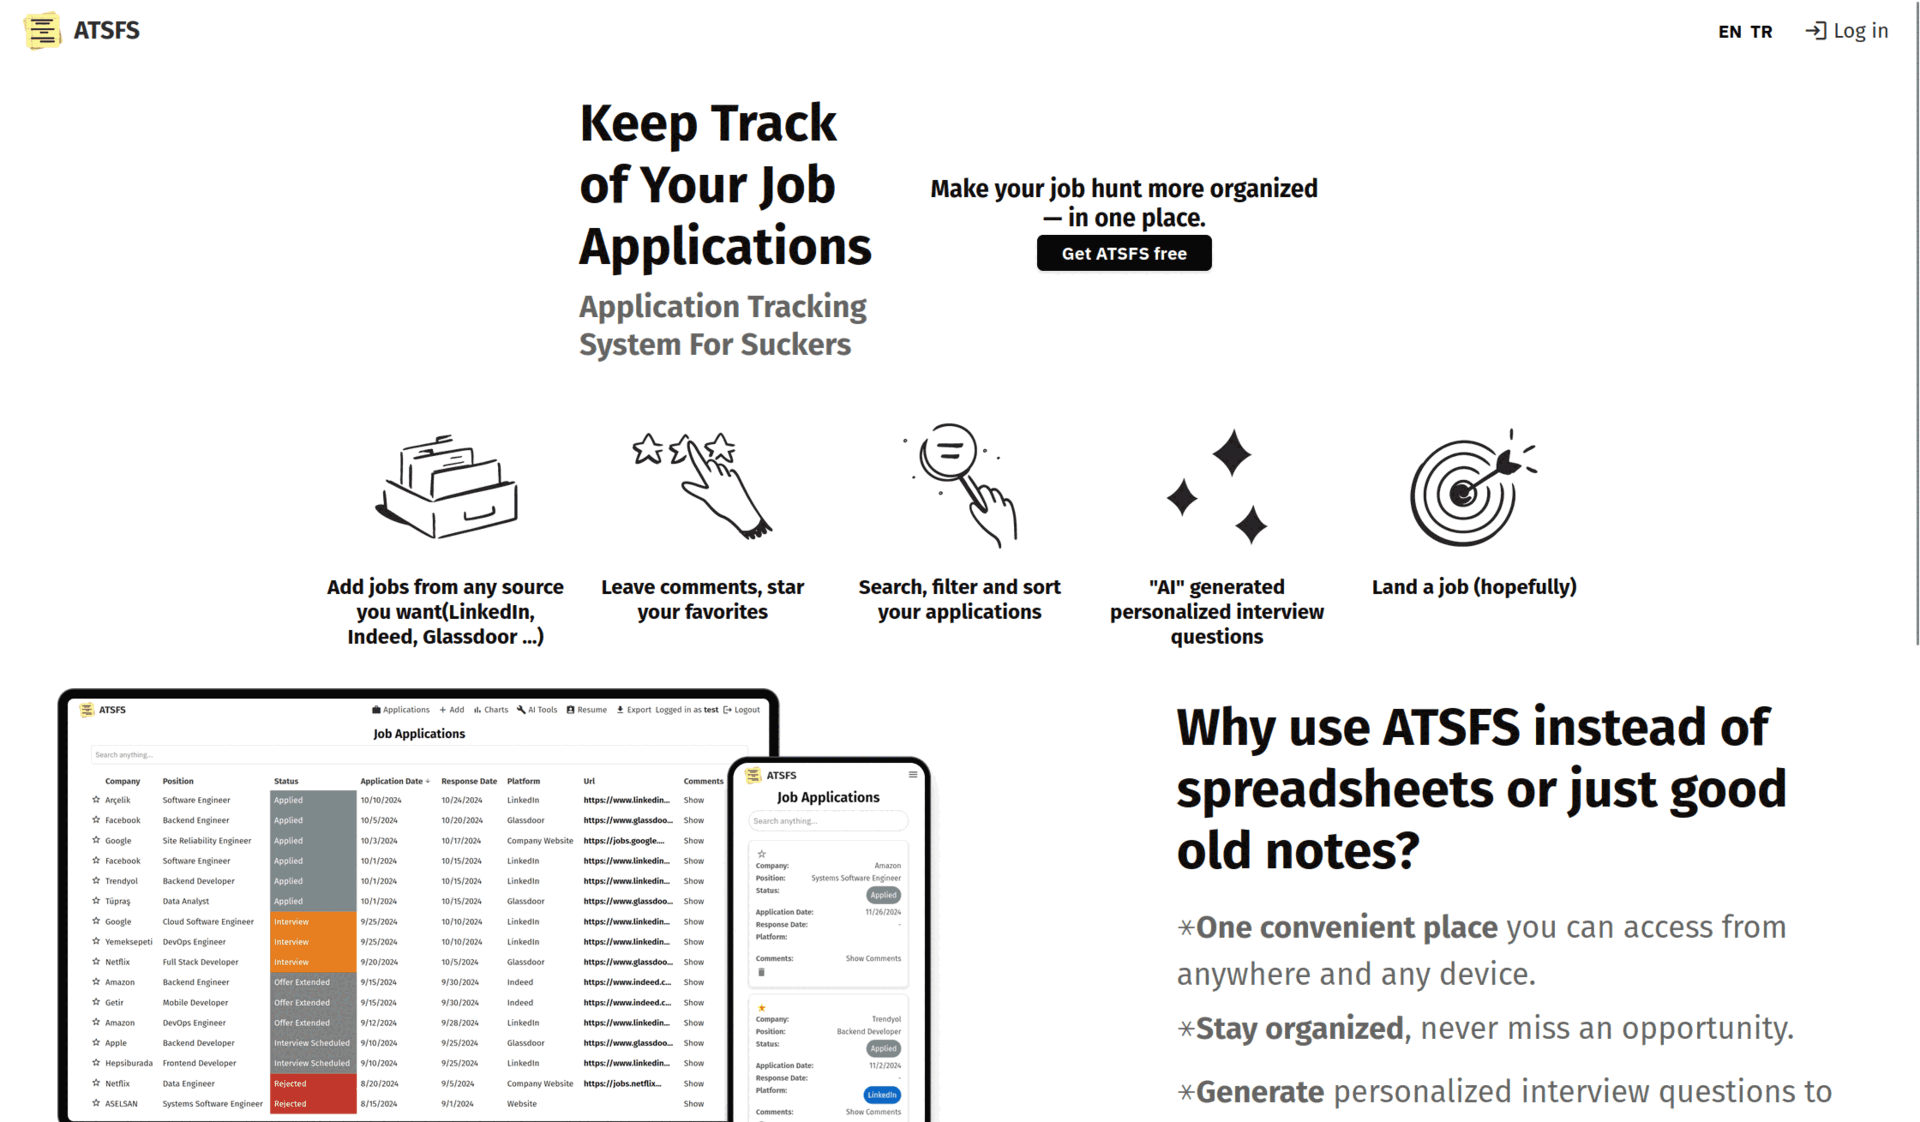 ATSFS
EN TR
Log in
Keep Track
of Your Job
Applications
Application Tracking
System For Suckers
Make your job hunt more organized
— in one place.
Get ATSFS free
Add jobs from any source
you want(LinkedIn,
Indeed, Glassdoor ...)
Leave comments, star
your favorites
Search, filter and sort
your applications
"AI" generated
personalized interview
questions
Land a job (hopefully)
ATSFS
Applications Add Charts AI Tools Resume Export Logged in as test Logout
Job Applications
Search anything...
Company Position Status Application Date Response Date Platform Url Comments
Arçelik Software Engineer Applied 10/10/2024 10/24/2024 LinkedIn https://www.linkedin... Show
Facebook Backend Engineer Applied 10/5/2024 10/20/2024 Glassdoor https://www.glassdoo... Show
Google Site Reliability Engineer Applied 10/3/2024 10/17/2024 Company Website https://jobs.google.... Show
Facebook Software Engineer Applied 10/1/2024 10/15/2024 LinkedIn https://www.linkedin... Show
Trendyol Backend Developer Applied 10/1/2024 10/15/2024 LinkedIn https://www.linkedin... Show
Tüpraş Data Analyst Applied 10/1/2024 10/15/2024 Glassdoor https://www.glassdoo... Show
Google Cloud Software Engineer Interview 9/25/2024 10/10/2024 LinkedIn https://www.linkedin... Show
Yemeksepeti DevOps Engineer Interview 9/25/2024 10/10/2024 LinkedIn https://www.linkedin... Show
Netflix Full Stack Developer Interview 9/20/2024 10/5/2024 Glassdoor https://www.glassdoo... Show
Amazon Backend Engineer Offer Extended 9/15/2024 9/30/2024 Indeed https://www.indeed.c... Show
Getir Mobile Developer Offer Extended 9/15/2024 9/30/2024 Indeed https://www.indeed.c... Show
Amazon DevOps Engineer Offer Extended 9/12/2024 9/28/2024 LinkedIn https://www.linkedin... Show
Apple Backend Developer Interview Scheduled 9/10/2024 9/25/2024 Glassdoor https://www.glassdoo... Show
Hepsiburada Frontend Developer Interview Scheduled 9/10/2024 9/25/2024 LinkedIn https://www.linkedin... Show
Netflix Data Engineer Rejected 8/20/2024 9/5/2024 Company Website https://jobs.netflix... Show
ASELSAN Systems Software Engineer Rejected 8/15/2024 9/1/2024 Website Show
ATSFS
Job Applications
Search anything...
Company: Amazon
Position: Systems Software Engineer
Status: Applied
Application Date: 11/26/2024
Response Date: -
Platform:
Comments: Show Comments
Company: Trendyol
Position: Backend Developer
Status: Applied
Application Date: 11/2/2024
Response Date: -
Platform: LinkedIn
Comments: Show Comments
Why use ATSFS instead of
spreadsheets or just good
old notes?
*One convenient place you can access from
anywhere and any device.
*Stay organized, never miss an opportunity.
*Generate personalized interview questions to